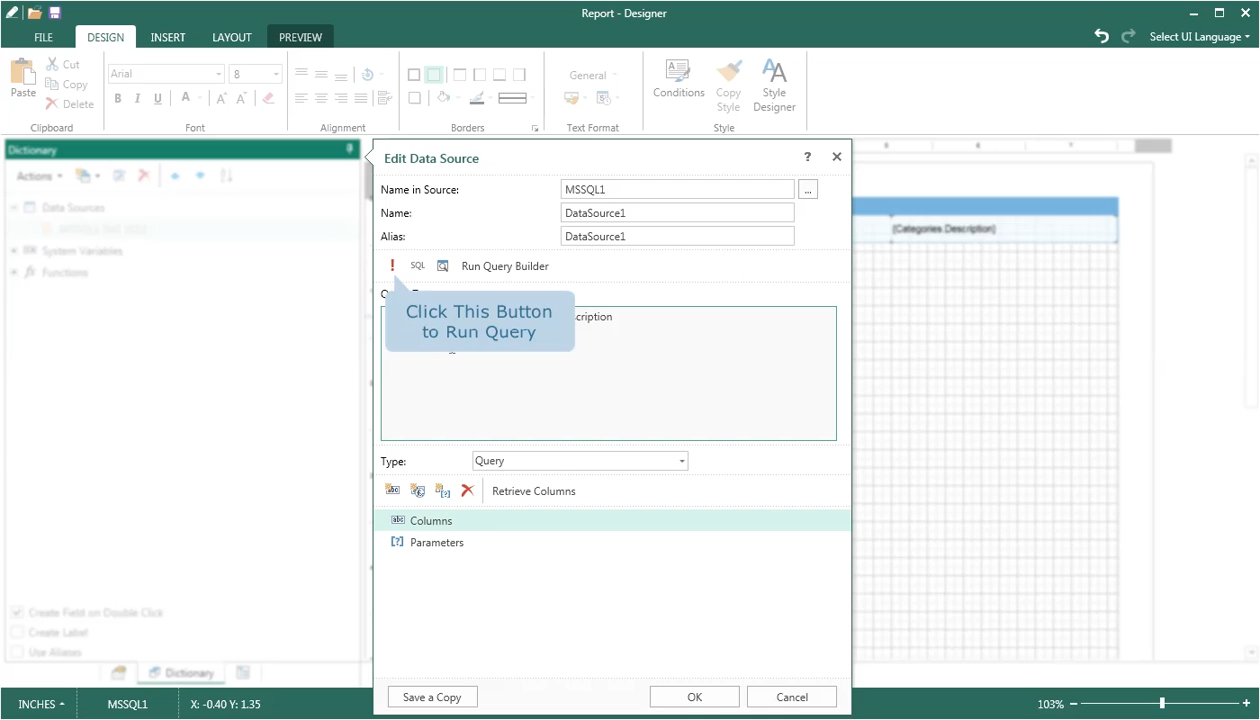 Report - Designer
FILE
DESIGN
INSERT
LAYOUT
PREVIEW
Select UI Language
Paste
Cut
Copy
Delete
Clipboard
Arial
8
B I U A A A
Font
Alignment
Borders
General
Text Format
Conditions
Copy Style
Style Designer
Style
Dictionary
Actions
Data Sources
System Variables
fx Functions
Create Field on Double Click
Create Label
Use Aliases
Dictionary
Edit Data Source
?
Name in Source:
MSSQL1
...
Name:
DataSource1
Alias:
DataSource1
! SQL Run Query Builder
Click This Button
to Run Query
cription
Type:
Query
Retrieve Columns
abc Columns
[?] Parameters
Save a Copy
OK
Cancel
{Categories.Description}
INCHES
MSSQL1
X: -0.40 Y: 1.35
103%